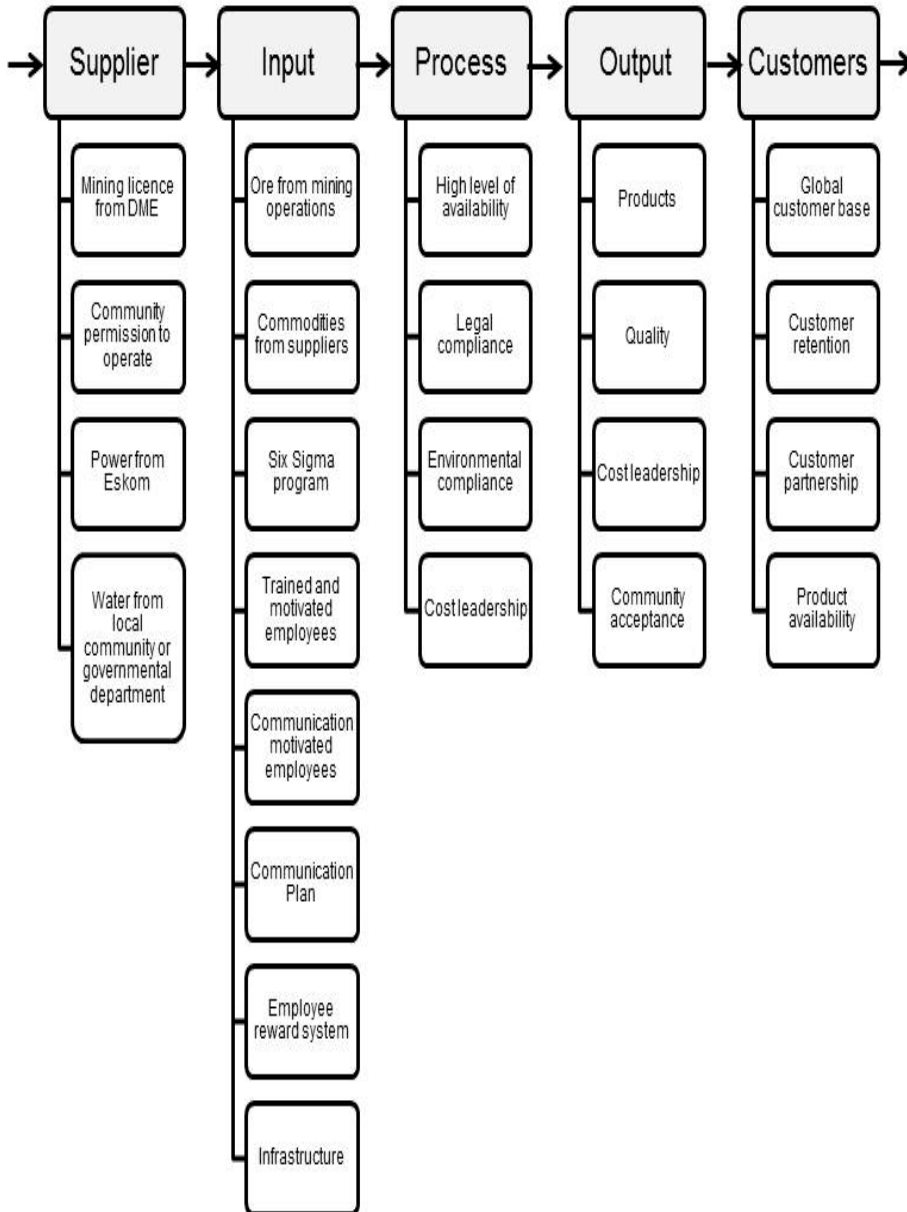 Supplier
Input
Process
Output
Customers
Mining licence
from DME
Community
permission to
operate
Power from
Eskom
Water from
local
community or
governmental
department
Ore from mining
operations
Commodities
from suppliers
Six Sigma
program
Trained and
motivated
employees
Communication
motivated
employees
Communication
Plan
Employee
reward system
Infrastructure
High level of
availability
Legal
compliance
Environmental
compliance
Cost leadership
Products
Quality
Cost leadership
Community
acceptance
Global
customer base
Customer
retention
Customer
partnership
Product
availability